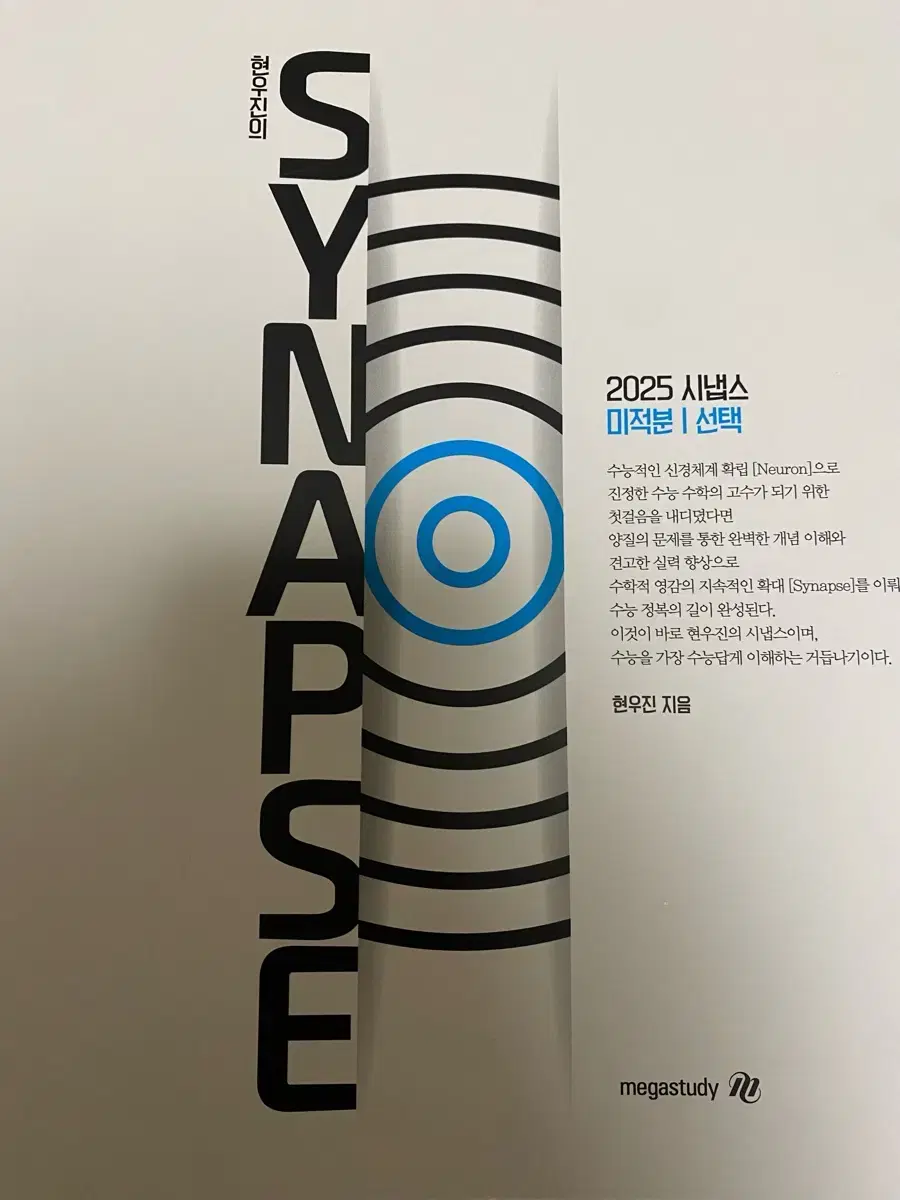 현우진의
SYNAPSE
2025 시냅스
미적분 | 선택
수능적인 신경체계 확립 [Neuron]으로
진정한 수능 수학의 고수가 되기 위한
첫걸음을 내디뎠다면
양질의 문제를 통한 완벽한 개념 이해와
견고한 실력 향상으로
수학적 영감의 지속적인 확대 [Synapse]를 이뤄
수능 정복의 길이 완성된다.
이것이 바로 현우진의 시냅스이며,
수능을 가장 수능답게 이해하는 거듭나기이다.
현우진 지음
megastudy